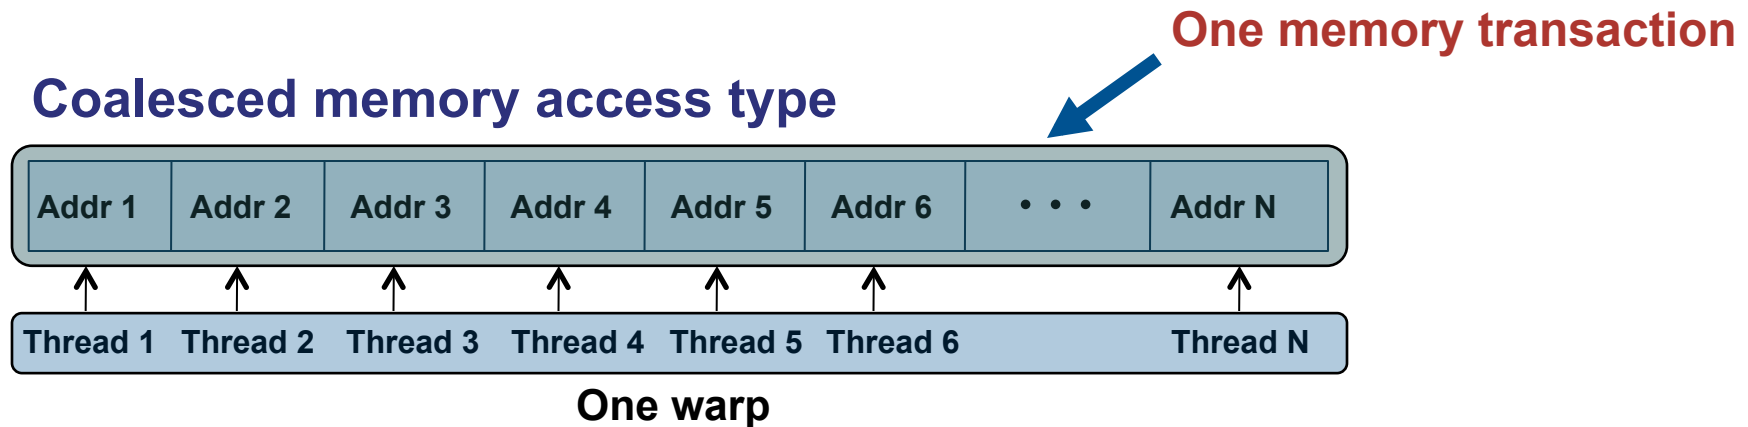 One memory transaction
Coalesced memory access type
Addr 1 Addr 2 Addr 3 Addr 4 Addr 5 Addr 6 • • • Addr N
Thread 1 Thread 2 Thread 3 Thread 4 Thread 5 Thread 6 Thread N
One warp